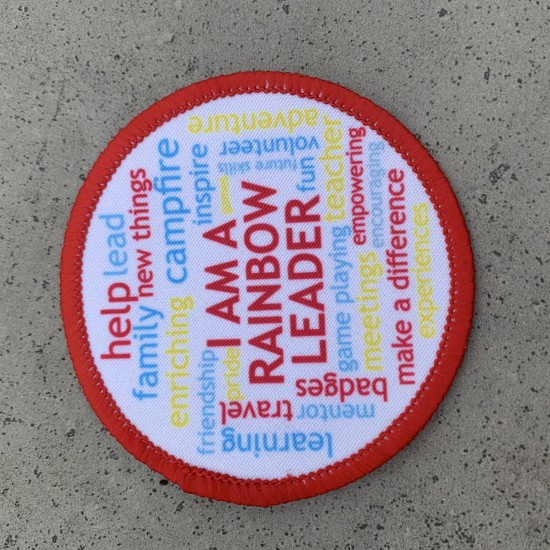 help lead
family new things
enriching campfire
friendship inspire
pride games
I AM A
RAINBOW
LEADER
fun
game playing teacher
meetings empowering
encouraging
make a difference
experiences
adventure
volunteer
future skills
travel
badges
mentor
learning